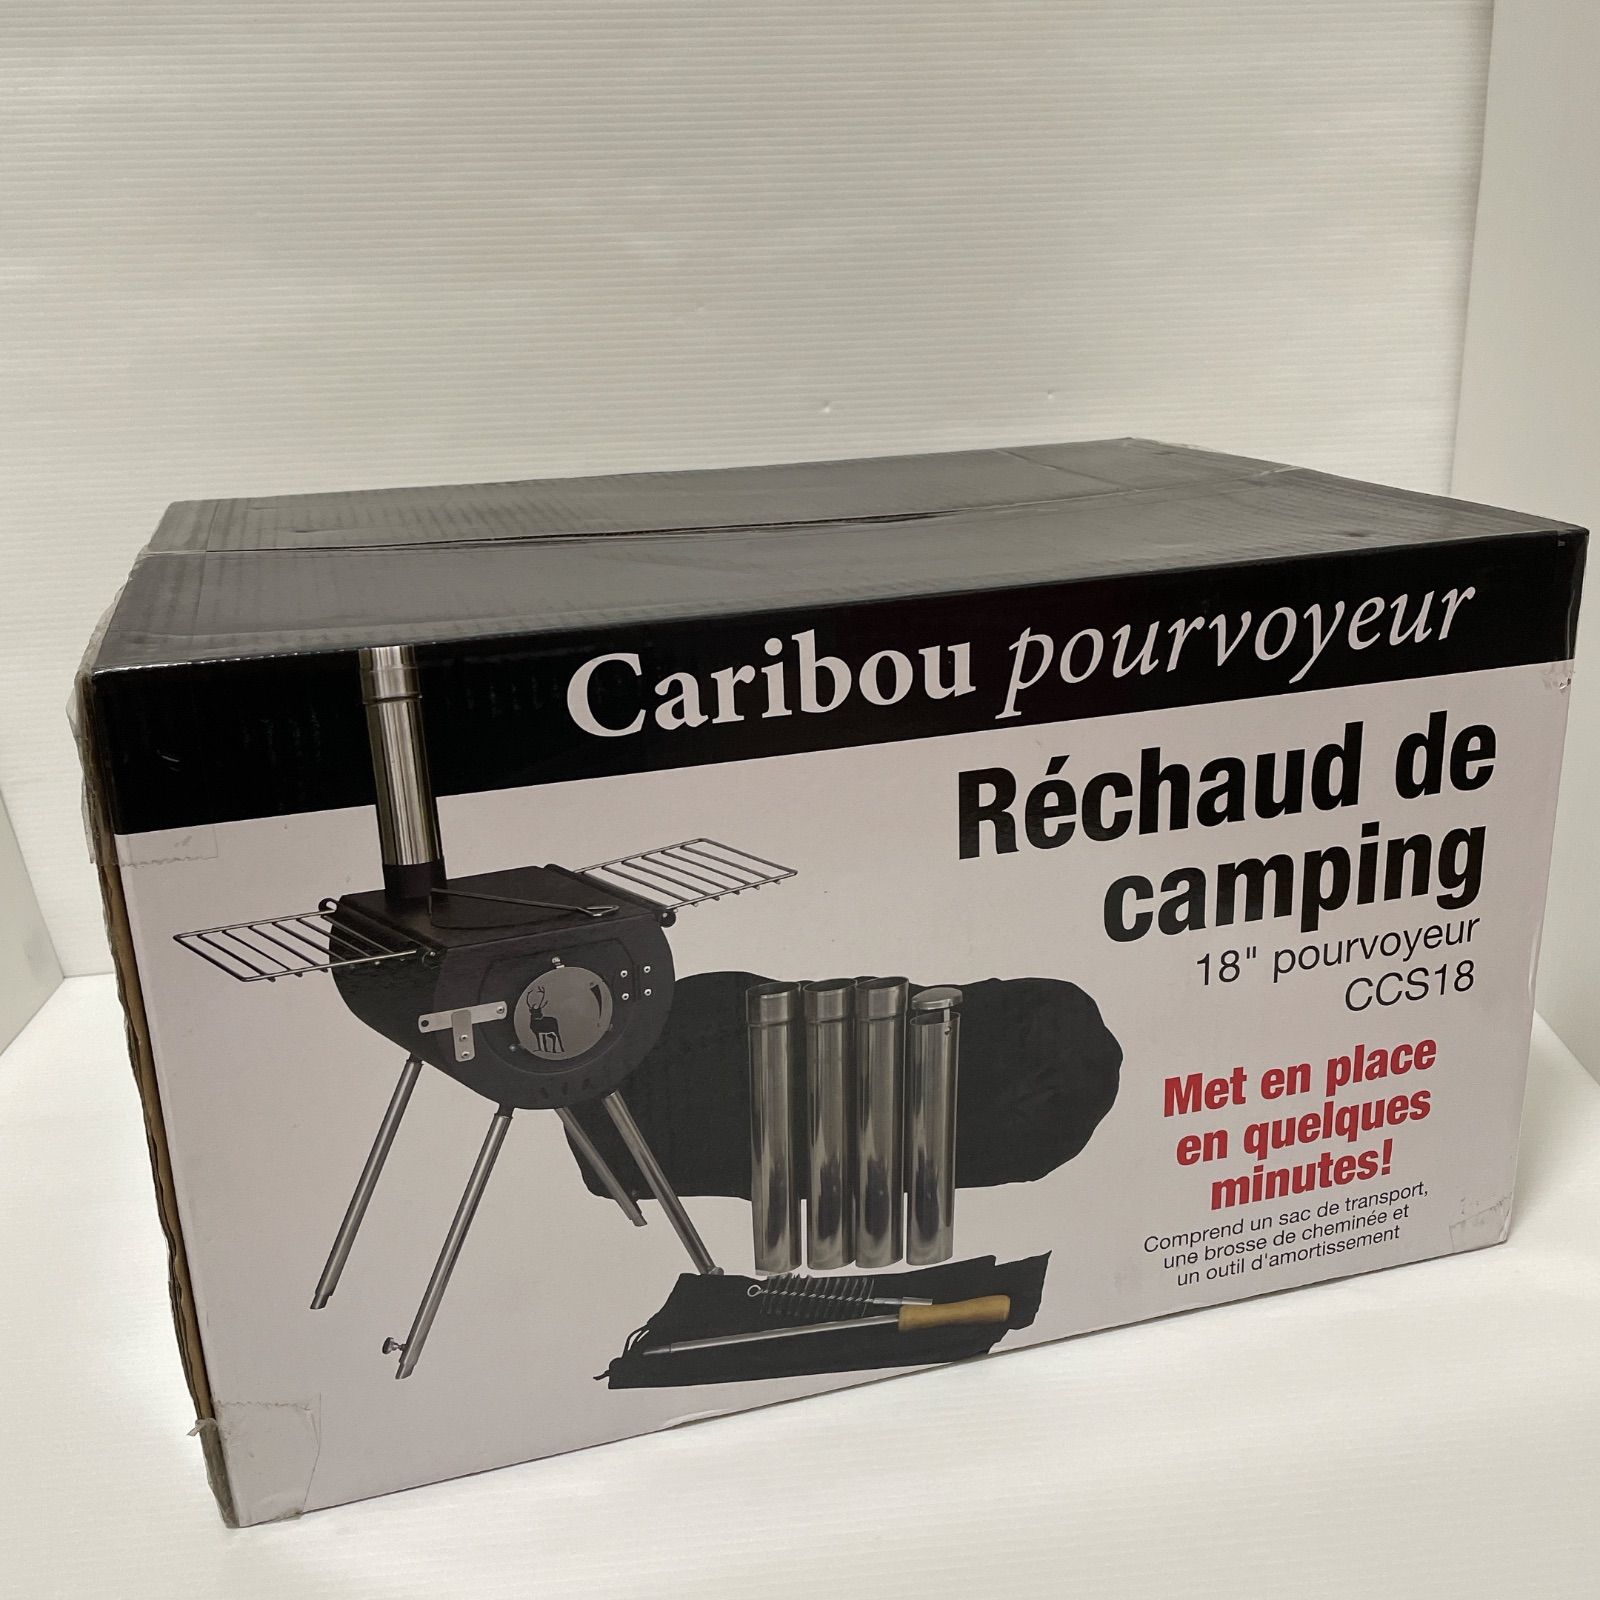 Caribou pourvoyeur
Réchaud de
camping
18" pourvoyeur
CCS18
Met en place
en quelques
minutes!
Comprend un sac de transport,
une brosse de cheminée et
un outil d'amortissement